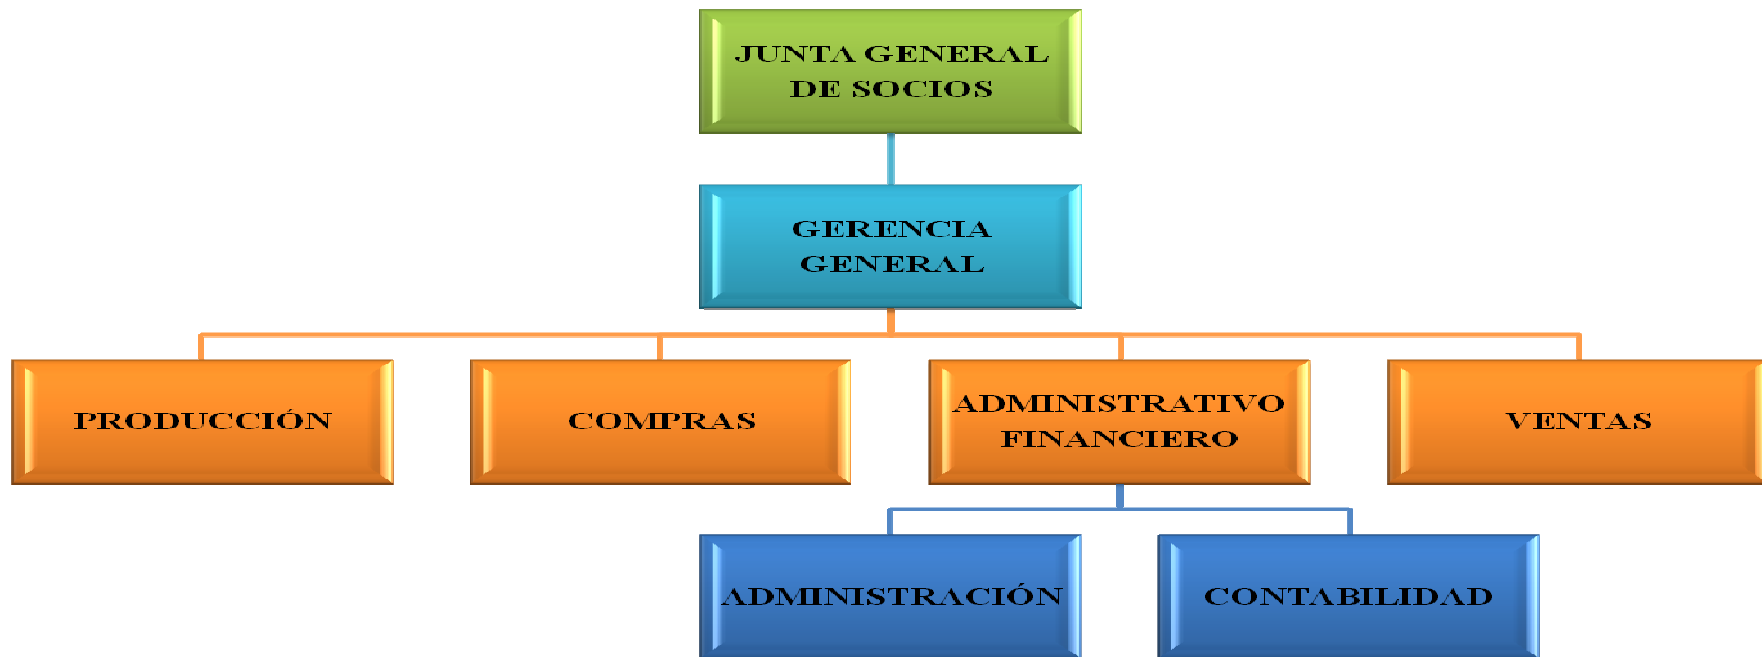 JUNTA GENERAL
DE SOCIOS
GERENCIA
GENERAL
PRODUCCIÓN
COMPRAS
ADMINISTRATIVO
FINANCIERO
VENTAS
ADMINISTRACIÓN
CONTABILIDAD